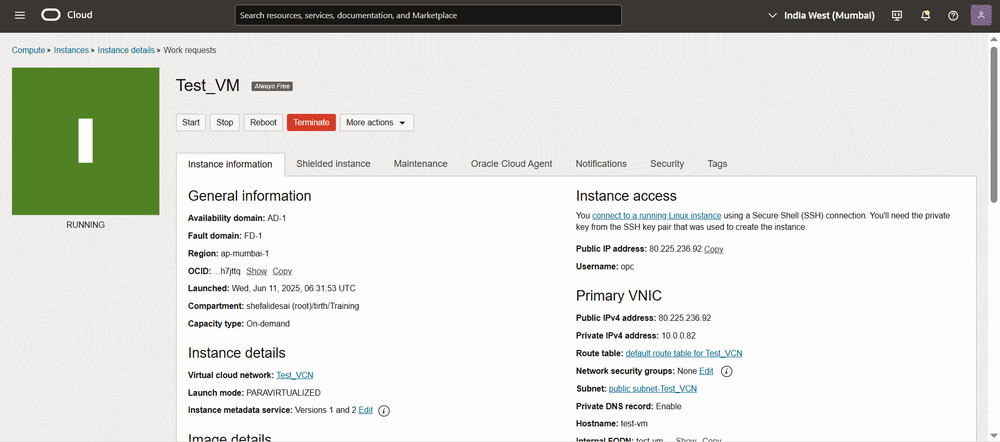 Cloud
Search resources, services, documentation, and Marketplace
India West (Mumbai)
Compute » Instances » Instance details » Work requests
RUNNING
Test_VM Always Free
Start Stop Reboot Terminate More actions
Instance information Shielded instance Maintenance Oracle Cloud Agent Notifications Security Tags
General information
Availability domain: AD-1
Fault domain: FD-1
Region: ap-mumbai-1
OCID: ...h7jttq Show Copy
Launched: Wed, Jun 11, 2025, 06:31:53 UTC
Compartment: shefalidesai (root)/tirth/Training
Capacity type: On-demand
Instance details
Virtual cloud network: Test_VCN
Launch mode: PARAVIRTUALIZED
Instance metadata service: Versions 1 and 2 Edit
Image details
Instance access
You connect to a running Linux instance using a Secure Shell (SSH) connection. You'll need the private
key from the SSH key pair that was used to create the instance.
Public IP address: 80.225.236.92 Copy
Username: opc
Primary VNIC
Public IPv4 address: 80.225.236.92
Private IPv4 address: 10.0.0.82
Route table: default route table for Test_VCN
Network security groups: None Edit
Subnet: public subnet-Test_VCN
Private DNS record: Enable
Hostname: test-vm
Internal FQDN: test-vm... Show Copy